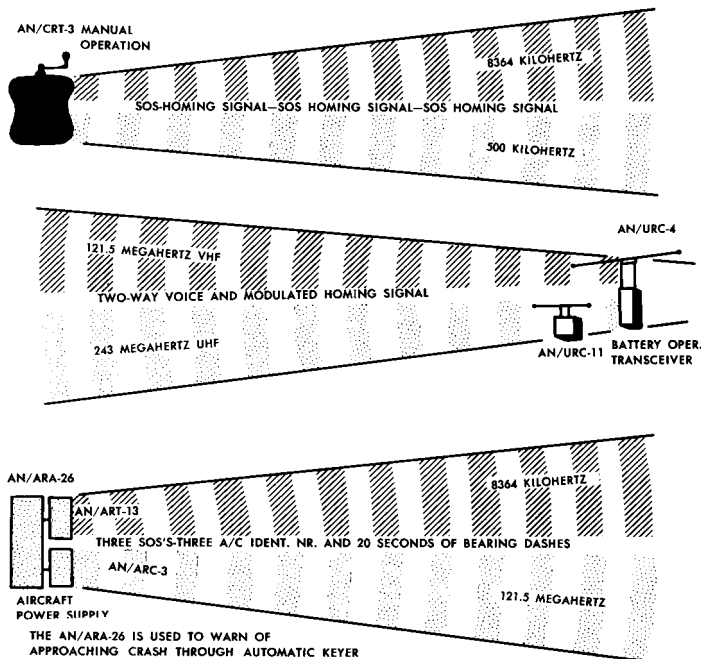 AN/CRT-3 MANUAL
OPERATION
8364 KILOHERTZ
SOS-HOMING SIGNAL—SOS HOMING SIGNAL—SOS HOMING SIGNAL
500 KILOHERTZ
AN/URC-4
121.5 MEGAHERTZ VHF
TWO-WAY VOICE AND MODULATED HOMING SIGNAL
243 MEGAHERTZ UHF
AN/URC-11
BATTERY OPER.
TRANSCEIVER
AN/ARA-26
8364 KILOHERTZ
AN/ART-13
THREE SOS'S-THREE A/C IDENT. NR. AND 20 SECONDS OF BEARING DASHES
AN/ARC-3
121.5 MEGAHERTZ
AIRCRAFT
POWER SUPPLY
THE AN/ARA-26 IS USED TO WARN OF
APPROACHING CRASH THROUGH AUTOMATIC KEYER